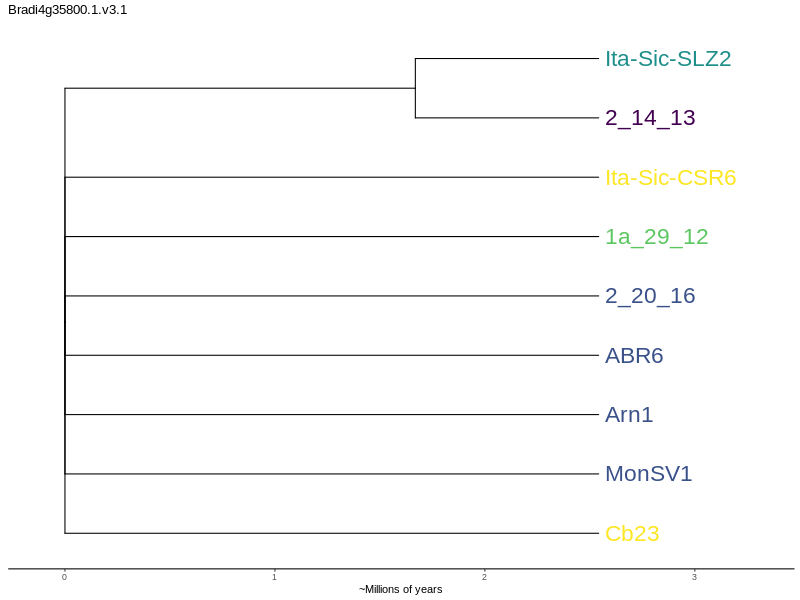 Bradi4g35800.1.v3.1
Ita-Sic-SLZ2
2_14_13
Ita-Sic-CSR6
1a_29_12
2_20_16
ABR6
Arn1
MonSV1
Cb23
0 1 2 3
~Millions of years